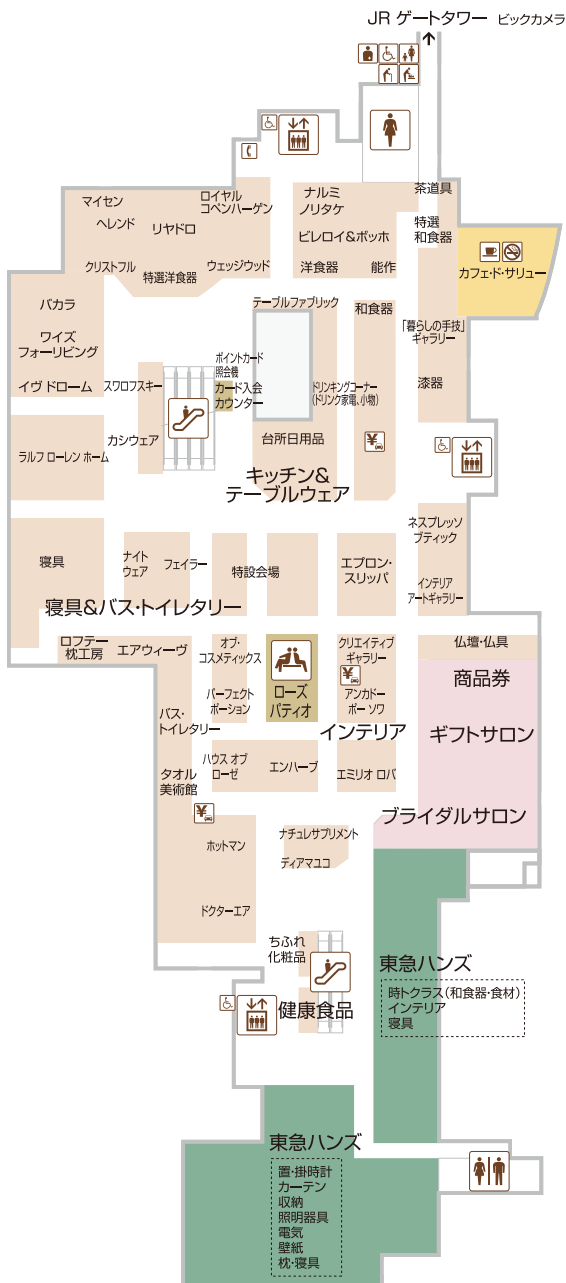 JR ゲートタワー ビックカメラ
マイセン
ロイヤル
コペンハーゲン
ヘレンド
リヤドロ
クリストフル
特選洋食器
ウェッジウッド
ナルミ
ノリタケ
ビレロイ&ボッホ
洋食器
能作
茶道具
特選
和食器
カフェ・ド・サリュー
バカラ
ワイズ
フォーリビング
イヴ ドローム
スワロフスキー
ポイントカード
照会機
カード入会
カウンター
テーブルファブリック
和食器
「暮らしの手技」
ギャラリー
ドリンキングコーナー
(ドリンク家電、小物)
漆器
ラルフ ローレン ホーム
カシウェア
台所日用品
¥
キッチン&
テーブルウェア
ネスプレッソ
ブティック
寝具
ナイト
ウェア
フェイラー
特設会場
エプロン・
スリッパ
インテリア
アートギャラリー
寝具&バス・トイレタリー
ロフテー
枕工房
エアウィーヴ
オブ・
コスメティックス
パーフェクト
ポーション
ローズ
パティオ
クリエイティブ
ギャラリー
¥
アンカドー
ボー ソワ
仏壇・仏具
商品券
ギフトサロン
バス・
トイレタリー
インテリア
タオル
美術館
ハウス オブ
ローゼ
エンハーブ
エミリオ ロバ
¥
ブライダルサロン
ホットマン
ナチュレサプリメント
ディアマユコ
ドクターエア
ちふれ
化粧品
健康食品
東急ハンズ
時トクラス(和食器・食材)
インテリア
寝具
東急ハンズ
置・掛時計
カーテン
収納
照明器具
電気
壁紙
枕・寝具